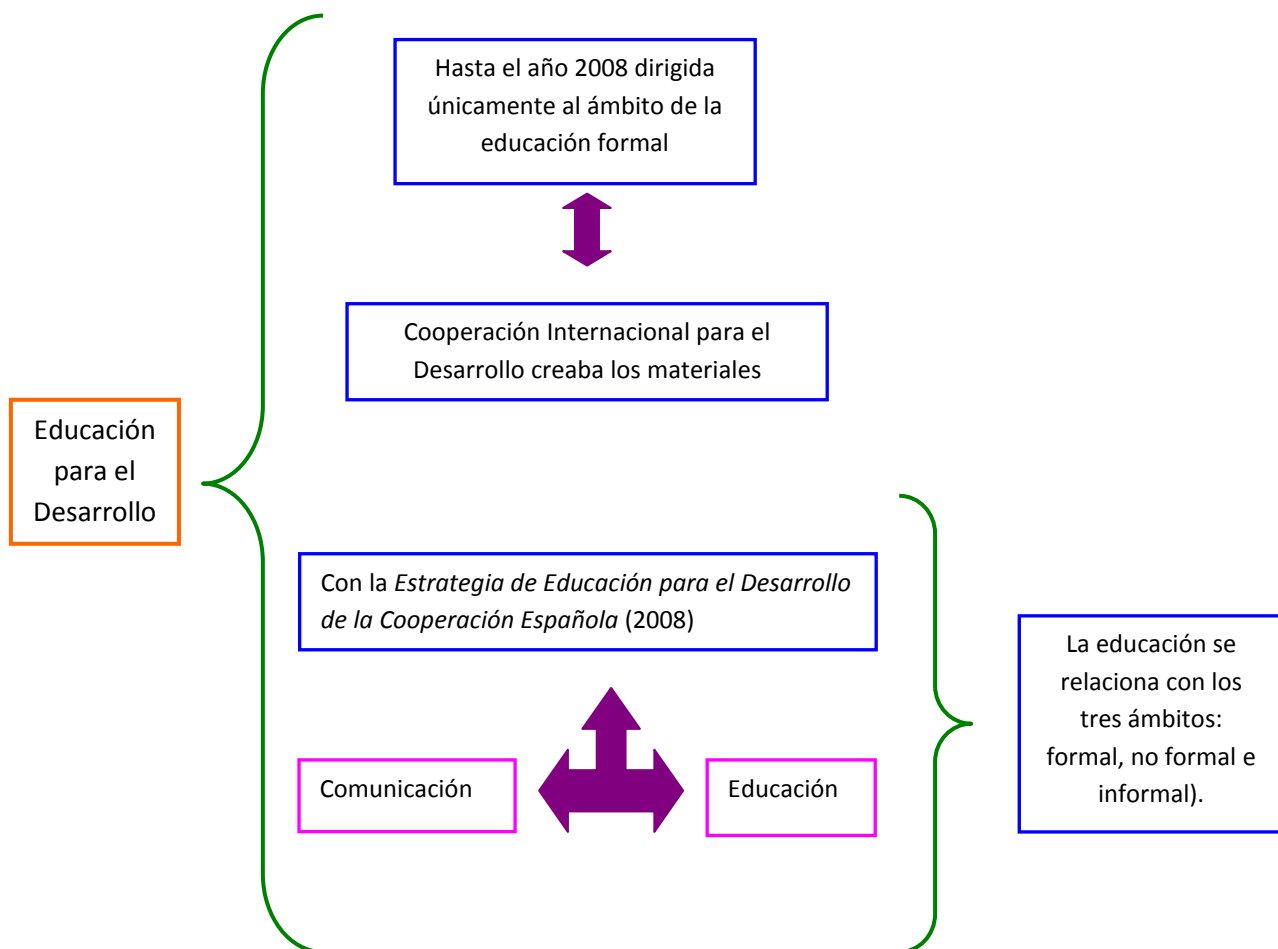 Hasta el año 2008 dirigida
únicamente al ámbito de la
educación formal
Cooperación Internacional para el
Desarrollo creaba los materiales
Educación
para el
Desarrollo
Con la Estrategia de Educación para el Desarrollo
de la Cooperación Española (2008)
Comunicación
Educación
La educación se
relaciona con los
tres ámbitos:
formal, no formal e
informal).